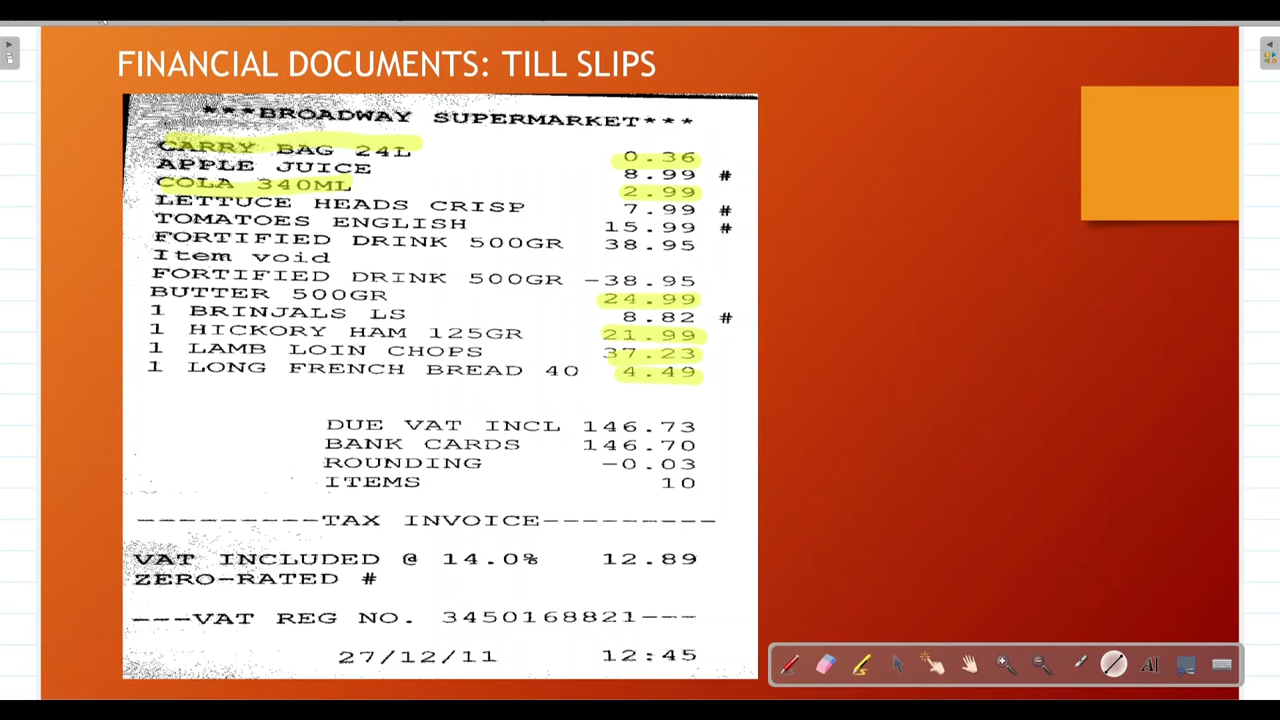 FINANCIAL DOCUMENTS: TILL SLIPS
***BROADWAY SUPERMARKET***
CARRY BAG 24L 0.36
APPLE JUICE 8.99 #
COLA 340ML 2.99
LETTUCE HEADS CRISP 7.99 #
TOMATOES ENGLISH 15.99 #
FORTIFIED DRINK 500GR 38.95
Item void
FORTIFIED DRINK 500GR -38.95
BUTTER 500GR 24.99
1 BRINJALS LS 8.82 #
1 HICKORY HAM 125GR 21.99
1 LAMB LOIN CHOPS 37.23
1 LONG FRENCH BREAD 40 4.49
DUE VAT INCL 146.73
BANK CARDS 146.70
ROUNDING -0.03
ITEMS 10
---------TAX INVOICE---------
VAT INCLUDED @ 14.0% 12.89
ZERO-RATED #
---VAT REG NO. 3450168821---
27/12/11 12:45
AI